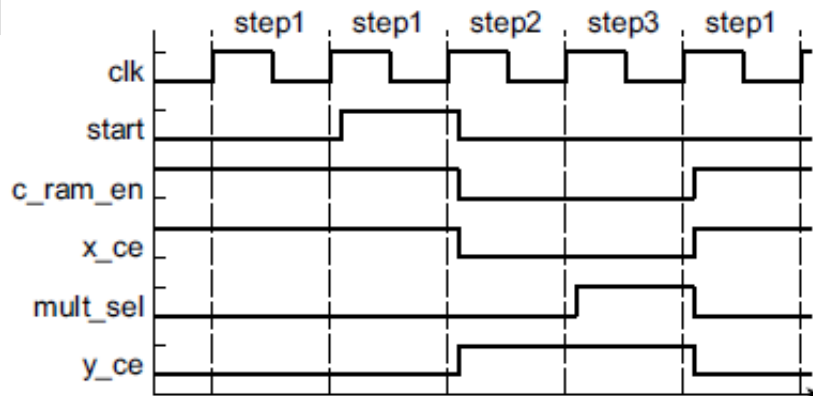 step1 step1 step2 step3 step1
clk
start
c_ram_en
x_ce
mult_sel
y_ce